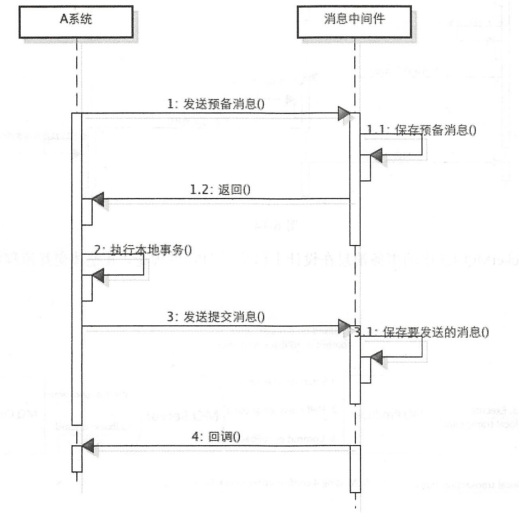 A系统
消息中间件
1: 发送预备消息()
1.1: 保存预备消息()
1.2: 返回()
2: 执行本地事务()
3: 发送提交消息()
3.1: 保存要发送的消息()
4: 回调()